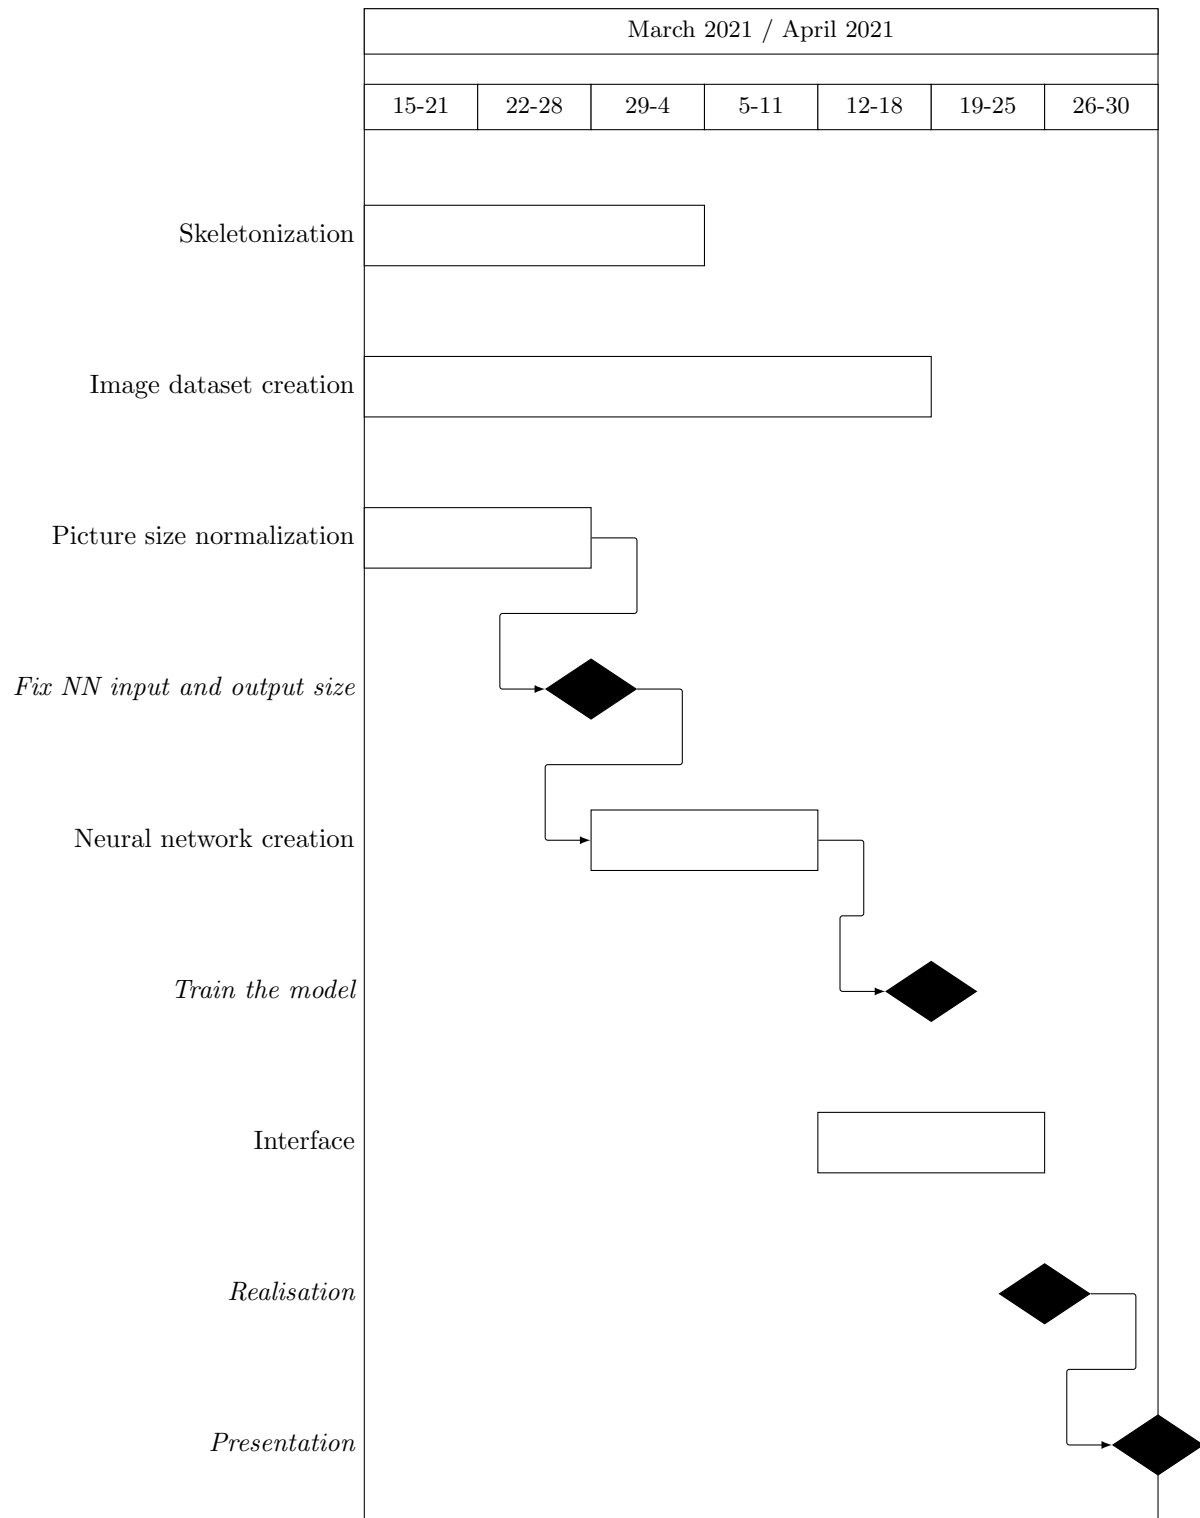 March 2021 / April 2021
15-21 22-28 29-4 5-11 12-18 19-25 26-30
Skeletonization
Image dataset creation
Picture size normalization
Fix NN input and output size
Neural network creation
Train the model
Interface
Realisation
Presentation